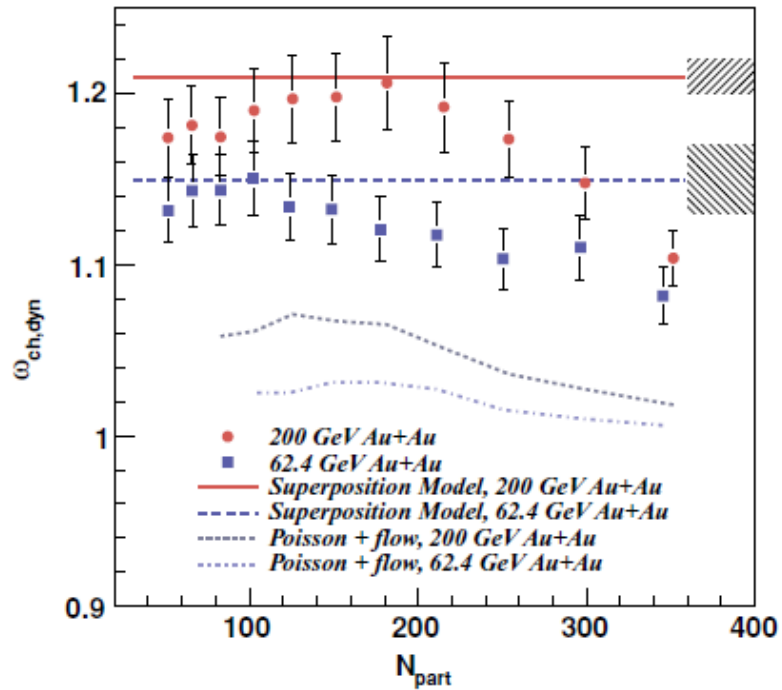 1.2
1.1
1
0.9
ω ch,dyn
200 GeV Au+Au
62.4 GeV Au+Au
Superposition Model, 200 GeV Au+Au
Superposition Model, 62.4 GeV Au+Au
Poisson + flow, 200 GeV Au+Au
Poisson + flow, 62.4 GeV Au+Au
100 200 300 400
N part